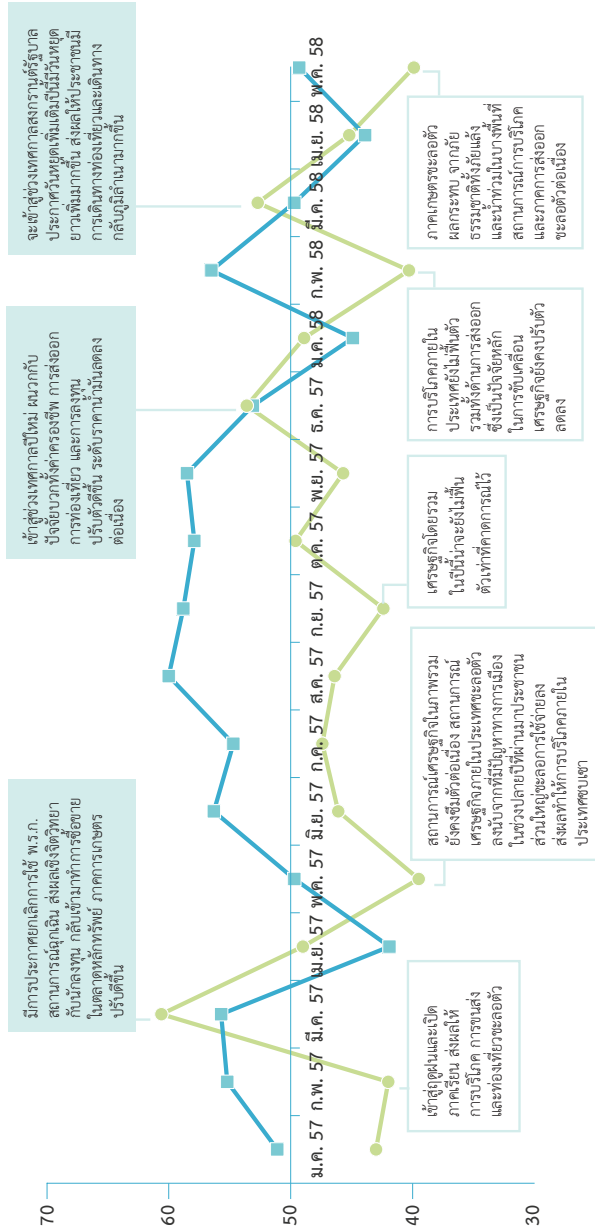 มีการประกาศยกเลิกการใช้ พ.ร.ก.
สถานการณ์ฉุกเฉิน ส่งผลเชิงจิตวิทยา
กับนักลงทุน กลับเข้ามาทำการซื้อขาย
ในตลาดหลักทรัพย์ ภาคการเกษตร
ปรับดีขึ้น
เข้าสู่ช่วงเทศกาลปีใหม่ ผนวกกับ
ปัจจัยบวกทั้งค่าครองชีพ การส่งออก
การท่องเที่ยว และการลงทุน
ปรับตัวดีขึ้น ระดับราคาน้ำมันลดลง
ต่อเนื่อง
จะเข้าสู่ช่วงเทศกาลสงกรานต์รัฐบาล
ประกาศวันหยุดเพิ่มเติมปีนี้มีวันหยุด
ยาวเพิ่มมากขึ้น ส่งผลให้ประชาชนมี
การเดินทางท่องเที่ยวและเดินทาง
กลับภูมิลำเนามากขึ้น
70
60
50
40
30
ม.ค. 57
ก.พ. 57
มี.ค. 57
เม.ย. 57
พ.ค. 57
มิ.ย. 57
ก.ค. 57
ส.ค. 57
ก.ย. 57
ต.ค. 57
พ.ย. 57
ธ.ค. 57
ม.ค. 58
ก.พ. 58
มี.ค. 58
เม.ย. 58
พ.ค. 58
เข้าสู่ฤดูฝนและเปิด
ภาคเรียน ส่งผลให้
การบริโภค การขนส่ง
และท่องเที่ยวชะลอตัว
สถานการณ์เศรษฐกิจในภาพรวม
ยังคงซึมตัวต่อเนื่อง สถานการณ์
เศรษฐกิจภายในประเทศชะลอตัว
ลงนับจากที่มีปัญหาทางการเมือง
ในช่วงปลายปีที่ผ่านมาประชาชน
ส่วนใหญ่ชะลอการใช้จ่ายลง
ส่งผลทำให้การบริโภคภายใน
ประเทศซบเซา
เศรษฐกิจโดยรวม
ในปีนี้น่าจะยังไม่ฟื้น
ตัวเท่าที่คาดการณ์ไว้
การบริโภคภายใน
ประเทศยังไม่ฟื้นตัว
รวมทั้งด้านการส่งออก
ซึ่งเป็นปัจจัยหลัก
ในการขับเคลื่อน
เศรษฐกิจยังคงปรับตัว
ลดลง
ภาคเกษตรชะลอตัว
ผลกระทบ จากภัย
ธรรมชาติทั้งภัยแล้ง
และน้ำท่วมในบางพื้นที่
สถานการณ์การบริโภค
และภาคการส่งออก
ชะลอตัวต่อเนื่อง